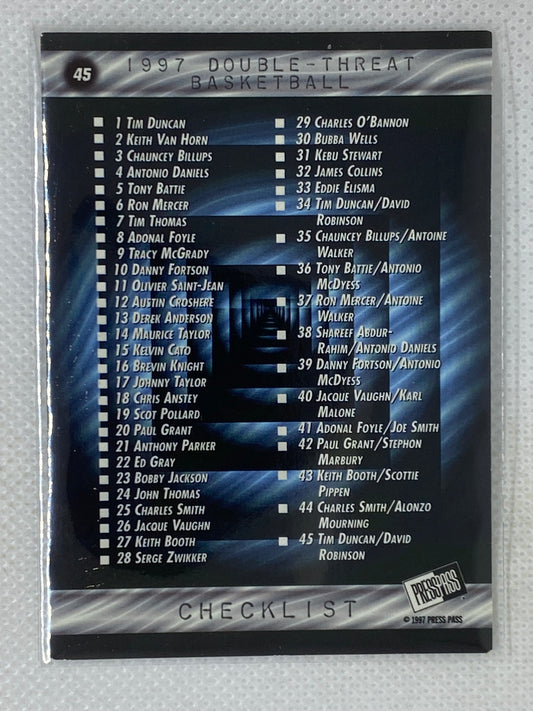 45
1997 DOUBLE-THREAT
BASKETBALL
1 TIM DUNCAN
2 KEITH VAN HORN
3 CHAUNCEY BILLUPS
4 ANTONIO DANIELS
5 TONY BATTIE
6 RON MERCER
7 TIM THOMAS
8 ADONAL FOYLE
9 TRACY MCGRADY
10 DANNY FORTSON
11 OLIVIER SAINT-JEAN
12 AUSTIN CROSHERE
13 DEREK ANDERSON
14 MAURICE TAYLOR
15 KELVIN CATO
16 BREVIN KNIGHT
17 JOHNNY TAYLOR
18 CHRIS ANSTEY
19 SCOT POLLARD
20 PAUL GRANT
21 ANTHONY PARKER
22 ED GRAY
23 BOBBY JACKSON
24 JOHN THOMAS
25 CHARLES SMITH
26 JACQUE VAUGHN
27 KEITH BOOTH
28 SERGE ZWIKKER
29 CHARLES O'BANNON
30 BUBBA WELLS
31 KEBU STEWART
32 JAMES COLLINS
33 EDDIE ELISMA
34 TIM DUNCAN/DAVID
ROBINSON
35 CHAUNCEY BILLUPS/ANTOINE
WALKER
36 TONY BATTIE/ANTONIO
MCDYESS
37 RON MERCER/ANTOINE
WALKER
38 SHAREEF ABDUR-
RAHIM/ANTONIO DANIELS
39 DANNY FORTSON/ANTONIO
MCDYESS
40 JACQUE VAUGHN/KARL
MALONE
41 ADONAL FOYLE/JOE SMITH
42 PAUL GRANT/STEPHON
MARBURY
43 KEITH BOOTH/SCOTTIE
PIPPEN
44 CHARLES SMITH/ALONZO
MOURNING
45 TIM DUNCAN/DAVID
ROBINSON
PRESS PASS
CHECKLIST
© 1997 PRESS PASS